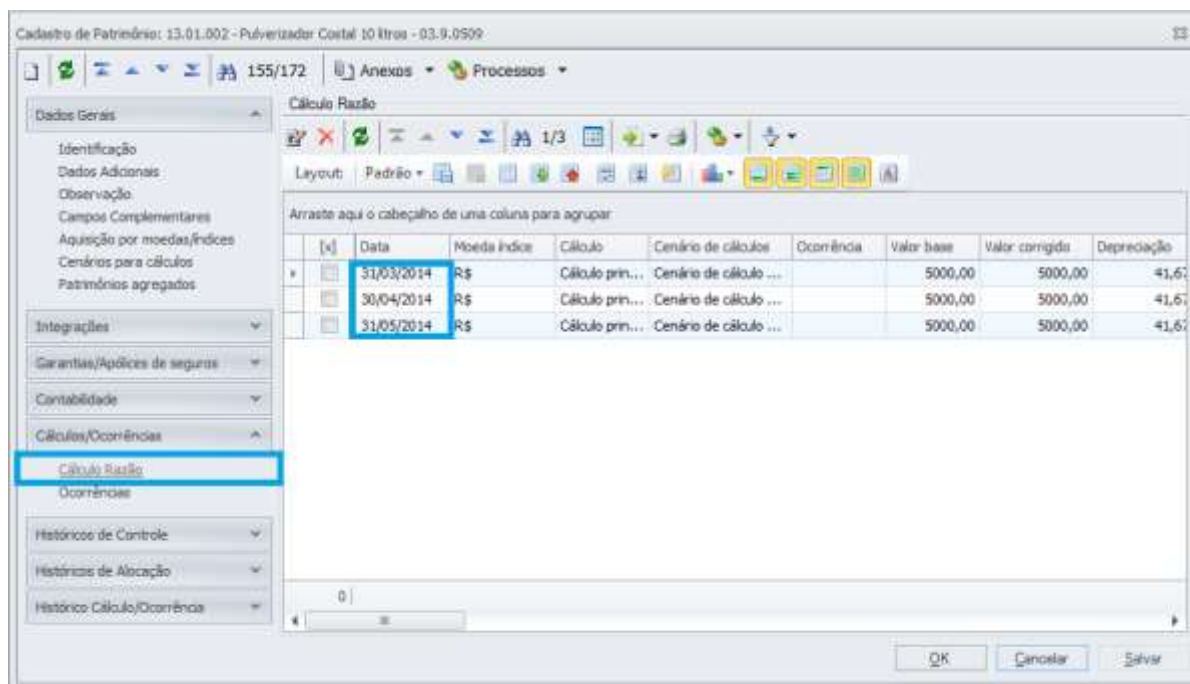 Cadastro de Patrimônio: 13.01.002 - Pulverizador Costal 10 litros - 03.9.0509
155/172 Anexos Processos
Dados Gerais
Identificação
Dados Adicionais
Observação
Campos Complementares
Aquisição por moedas/índices
Cenários para cálculos
Patrimônios agregados
Integrações
Garantias/Apólices de seguros
Contabilidade
Cálculos/Ocorrências
Cálculo Razão
Ocorrências
Históricos de Controle
Históricos de Alocação
Histórico Cálculo/Ocorrência
Cálculo Razão
1/3
Layout: Padrão
Arraste aqui o cabeçalho de uma coluna para agrupar
[x] Data Moeda índice Cálculo Cenário de cálculos Ocorrência Valor base Valor corrigido Depreciação
31/03/2014 R$ Cálculo prin... Cenário de cálculo ... 5000,00 5000,00 41,67
30/04/2014 R$ Cálculo prin... Cenário de cálculo ... 5000,00 5000,00 41,67
31/05/2014 R$ Cálculo prin... Cenário de cálculo ... 5000,00 5000,00 41,67
0
OK Cancelar Salvar